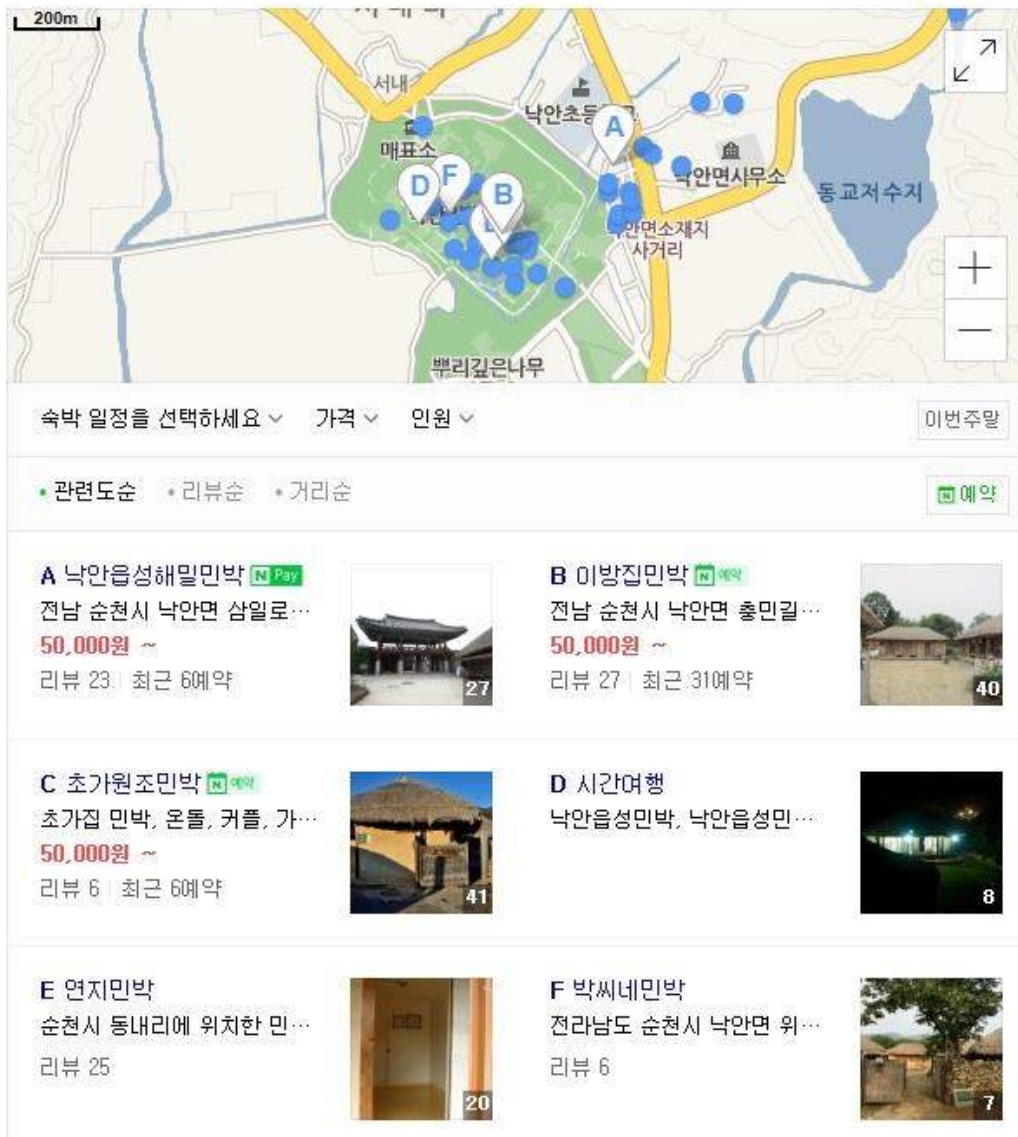 200m
서내
매표소
D
F
B
A
낙안면사무소
동교저수지
낙안면소재지
사거리
뿌리깊은나무
숙박 일정을 선택하세요
가격
인원
이번주말
관련도순
리뷰순
거리순
N 예약
A 낙안읍성해밀민박 N Pay
전남 순천시 낙안면 삼일로…
50,000원 ~
리뷰 23 최근 6예약
27
B 이방집민박 N 예약
전남 순천시 낙안면 충민길…
50,000원 ~
리뷰 27 최근 31예약
40
C 초가원조민박 N 예약
초가집 민박, 온돌, 커플, 가…
50,000원 ~
리뷰 6 최근 6예약
41
D 시간여행
낙안읍성민박, 낙안읍성민…
8
E 연지민박
순천시 동내리에 위치한 민…
리뷰 25
20
F 박씨네민박
전라남도 순천시 낙안면 위…
리뷰 6
7